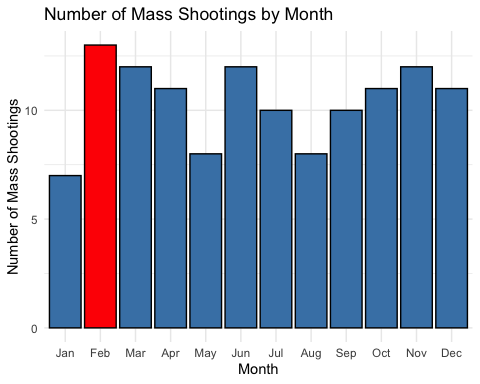 Number of Mass Shootings by Month
Number of Mass Shootings
10
5
0
Jan Feb Mar Apr May Jun Jul Aug Sep Oct Nov Dec
Month